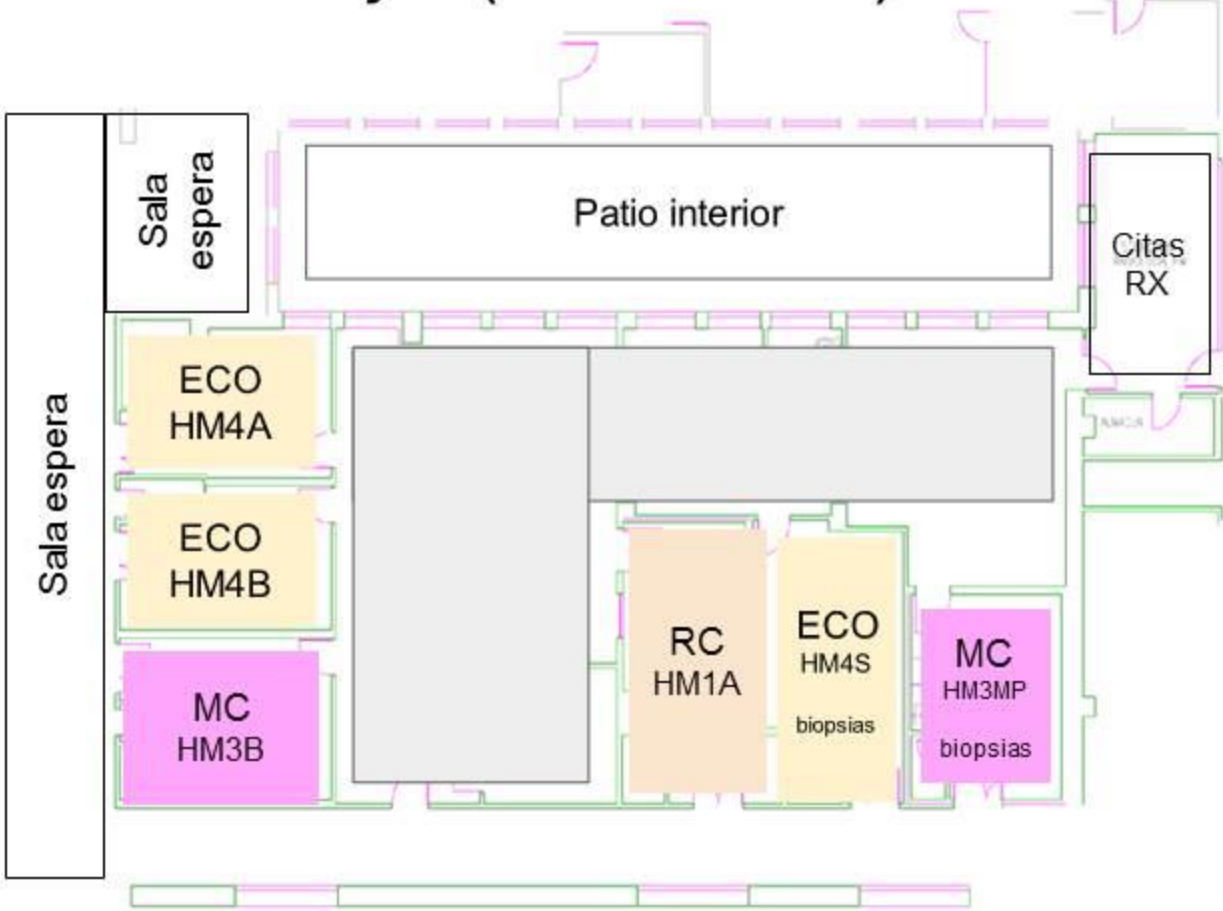 Sala
espera
Patio interior
Citas
RX
ECO
HM4A
Sala espera
ECO
HM4B
MC
HM3B
RC
HM1A
ECO
HM4S
biopsias
MC
HM3MP
biopsias